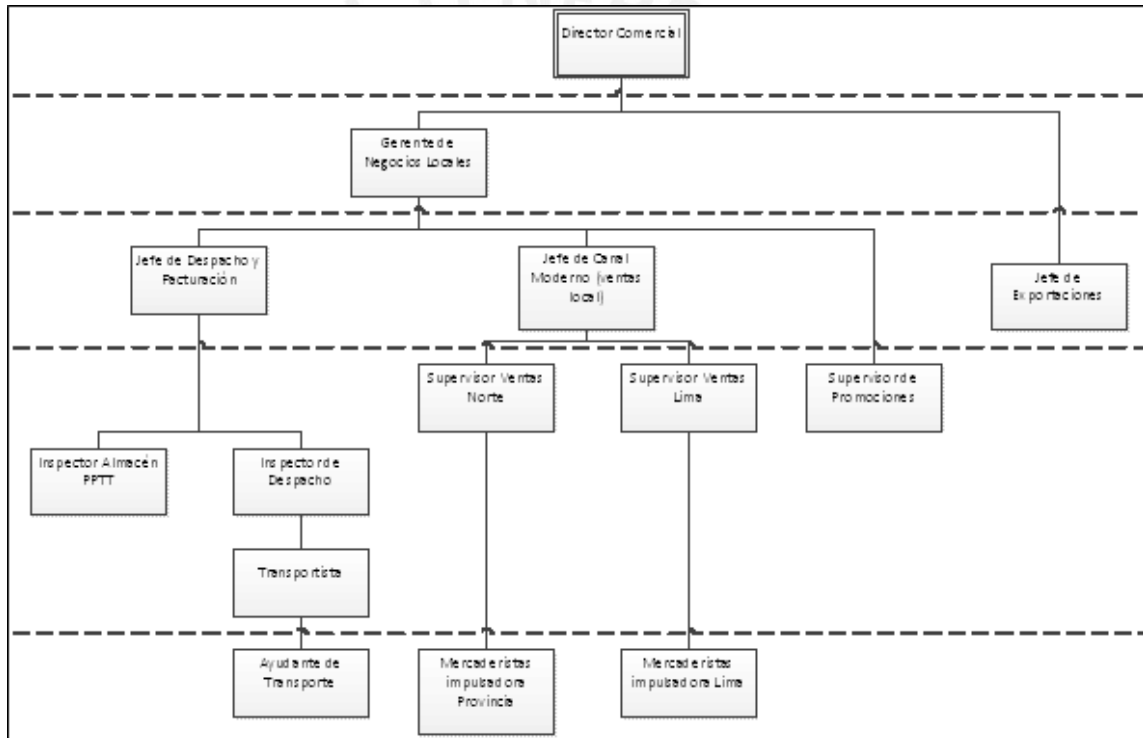 Director Comercial
Gerente de
Negocios Locales
Jefe de Despacho y
Facturación
Jefe de Canal
Moderno (ventas
local)
Jefe de
Exportaciones
Supervisor Ventas
Norte
Supervisor Ventas
Lima
Supervisor de
Promociones
Inspector Almacén
PPTT
Inspector de
Despacho
Transportista
Ayudante de
Transporte
Mercaderistas
impulsadora
Provincia
Mercaderistas
impulsadora Lima